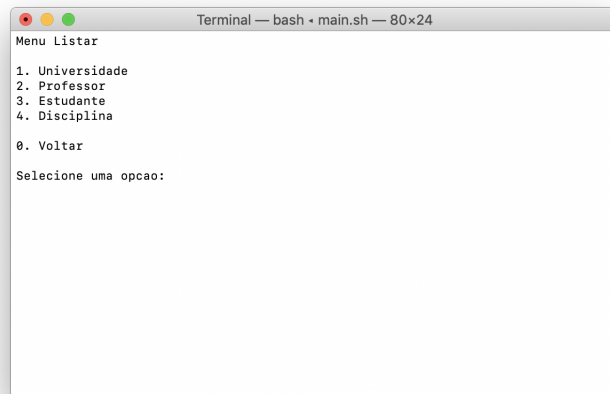 Terminal — bash ◂ main.sh — 80×24
Menu Listar
1. Universidade
2. Professor
3. Estudante
4. Disciplina
0. Voltar
Selecione uma opcao: